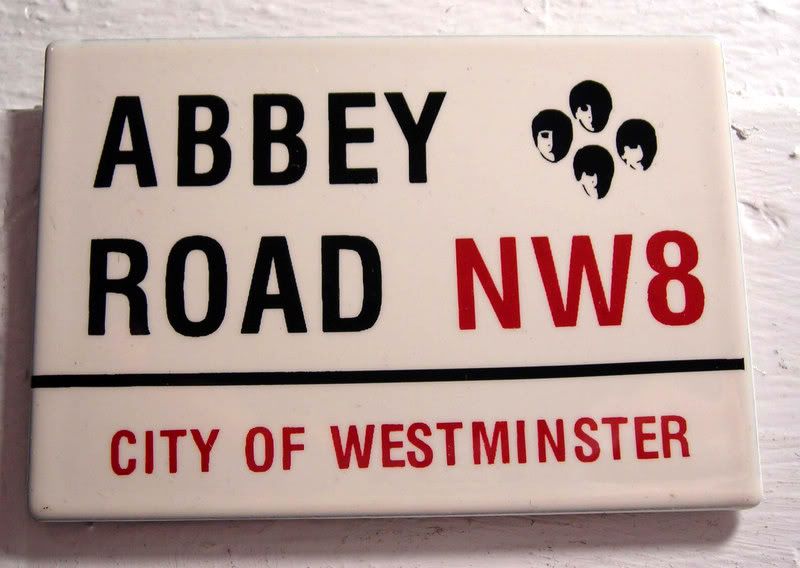 ABBEY
ROAD NW8
CITY OF WESTMINSTER